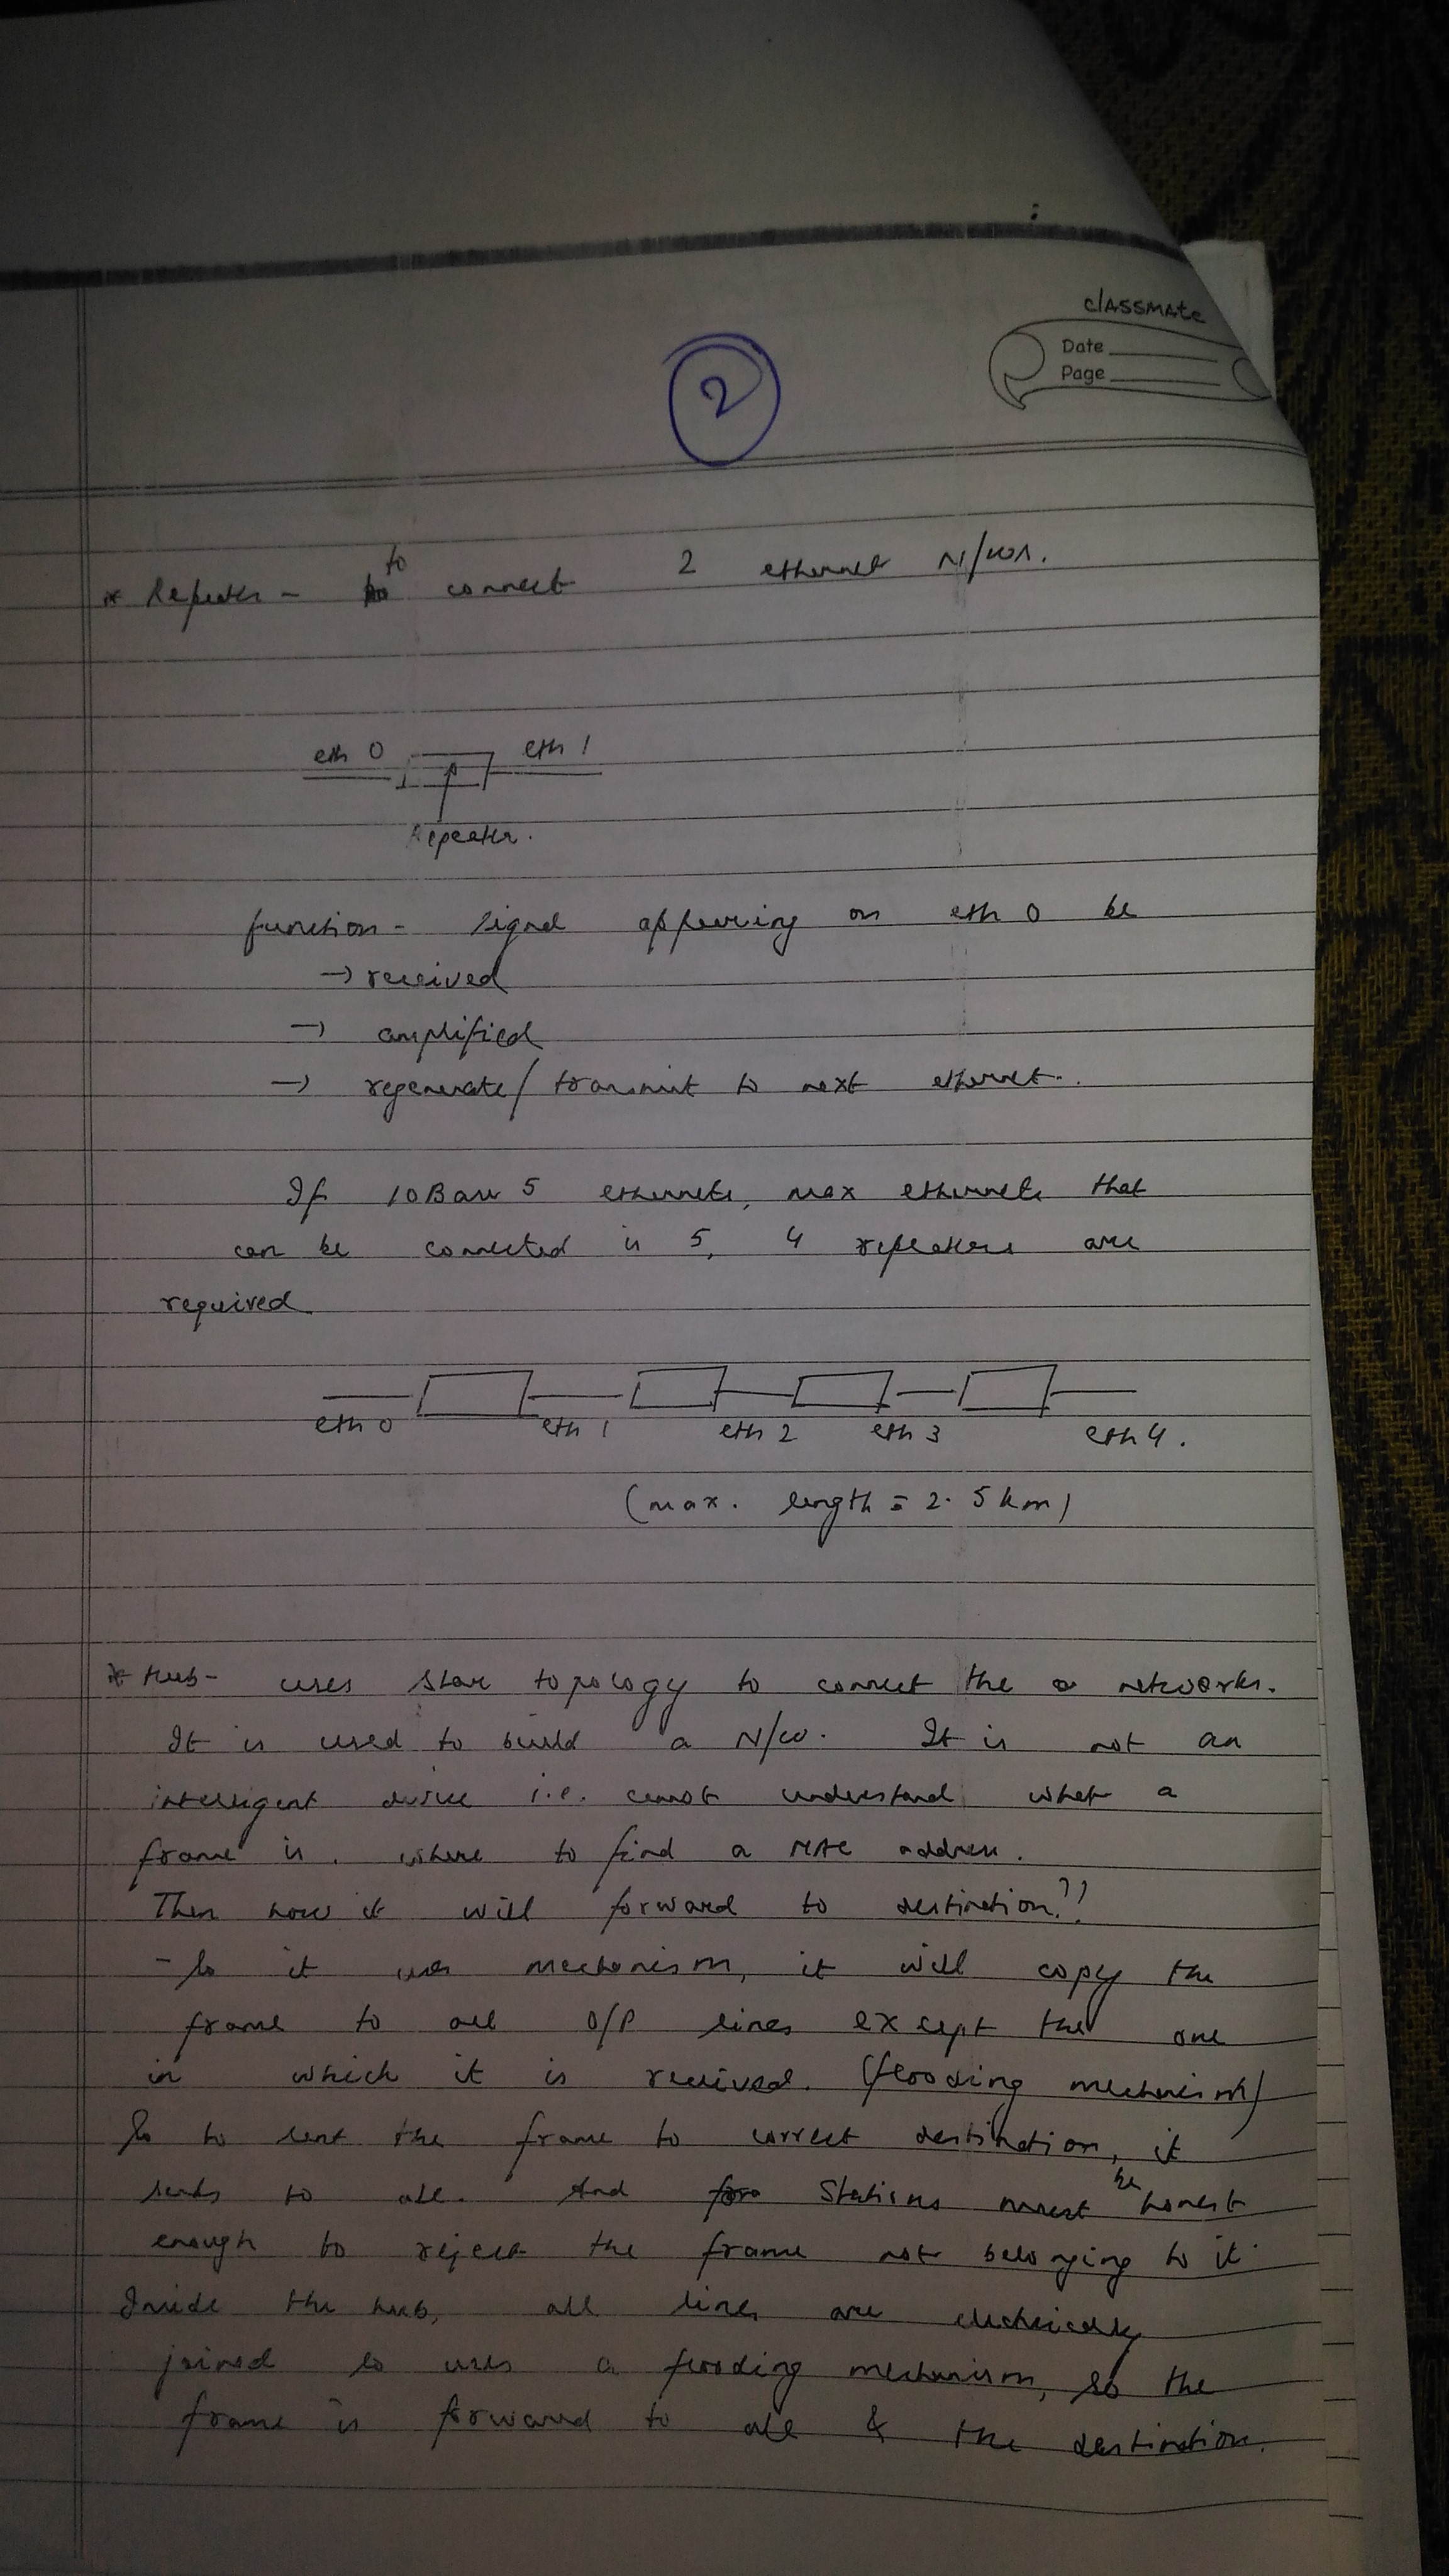 classmate
Date
Page
2
* Repeater - to connect 2 ethernet N/ws.
eth 0 eth 1
Repeater.
function - signal appearing on eth 0 be
→ received
→ amplified
→ regenerate/ transmit to next ethernet.
If 10Base 5 ethernets, max ethernets that
can be connected is 5, 4 repeaters are
required
eth 0 eth 1 eth 2 eth 3 eth 4.
(max. length = 2.5 km)
* Hub - uses star topology to connect the networks.
It is used to build a N/w. It is not an
intelligent device i.e. cannot understand what a
frame is. where to find a MAC address.
Then how it will forward to destination??
- So it uses mechanism, it will copy the
frame to all O/P lines except the one
in which it is received. (flooding mechanism)
So to sent the frame to correct destination, it
sends to all. And stations must be honest
enough to reject the frame not belonging to it.
Inside the hub, all lines are electrically
joined so uses a flooding mechanism, so the
frame is forward to all & the destination.